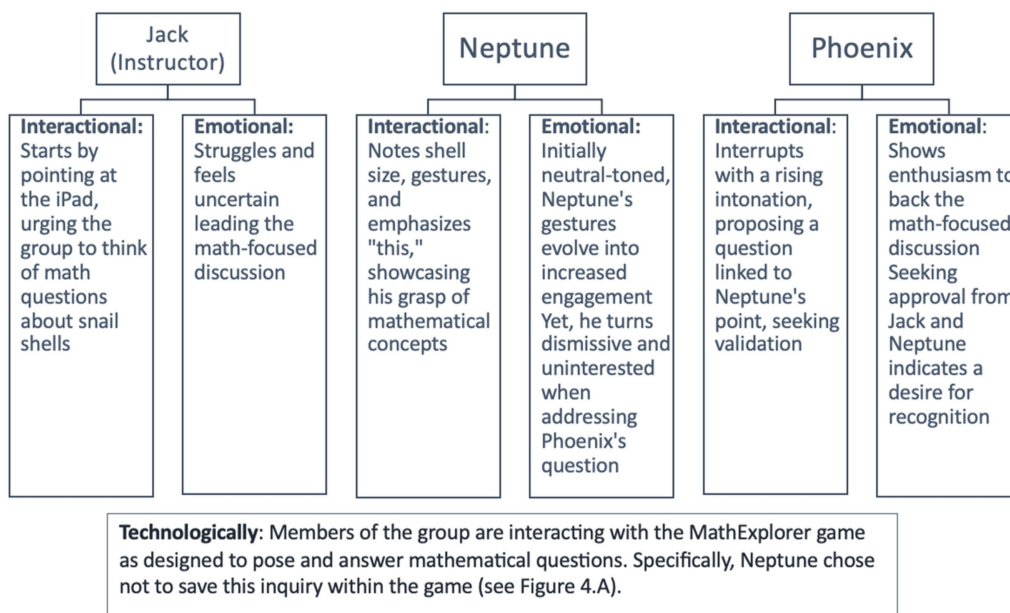 Jack
(Instructor)
Neptune
Phoenix
Interactional:
Starts by
pointing at
the iPad,
urging the
group to think
of math
questions
about snail
shells
Emotional:
Struggles and
feels
uncertain
leading the
math-focused
discussion
Interactional:
Notes shell
size, gestures,
and
emphasizes
"this,"
showcasing
his grasp of
mathematical
concepts
Emotional:
Initially
neutral-toned,
Neptune's
gestures
evolve into
increased
engagement
Yet, he turns
dismissive and
uninterested
when
addressing
Phoenix's
question
Interactional:
Interrupts
with a rising
intonation,
proposing a
question
linked to
Neptune's
point, seeking
validation
Emotional:
Shows
enthusiasm to
back the
math-focused
discussion
Seeking
approval from
Jack and
Neptune
indicates a
desire for
recognition
Technologically: Members of the group are interacting with the MathExplorer game
as designed to pose and answer mathematical questions. Specifically, Neptune chose
not to save this inquiry within the game (see Figure 4.A).